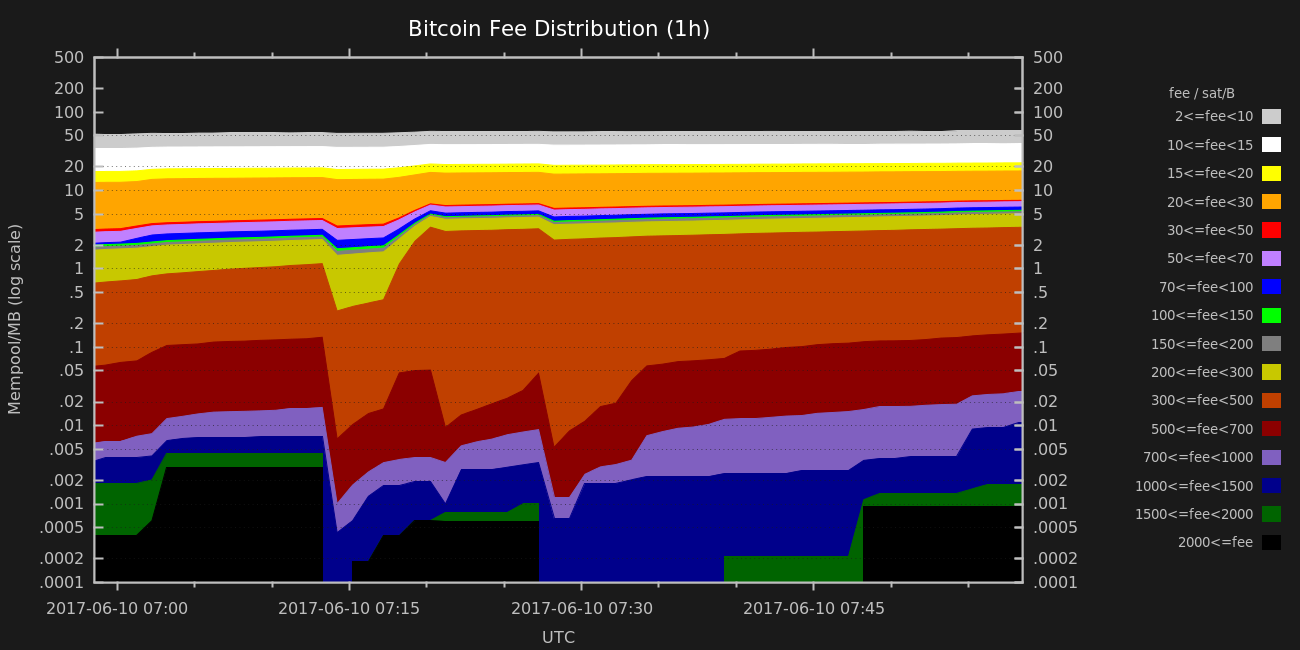 Bitcoin Fee Distribution (1h)
Mempool/MB (log scale)
500
200
100
50
20
10
5
2
1
.5
.2
.1
.05
.02
.01
.005
.002
.001
.0005
.0002
.0001
500
200
100
50
20
10
5
2
1
.5
.2
.1
.05
.02
.01
.005
.002
.001
.0005
.0002
.0001
2017-06-10 07:00
2017-06-10 07:15
2017-06-10 07:30
2017-06-10 07:45
UTC
fee / sat/B
2<=fee<10
10<=fee<15
15<=fee<20
20<=fee<30
30<=fee<50
50<=fee<70
70<=fee<100
100<=fee<150
150<=fee<200
200<=fee<300
300<=fee<500
500<=fee<700
700<=fee<1000
1000<=fee<1500
1500<=fee<2000
2000<=fee